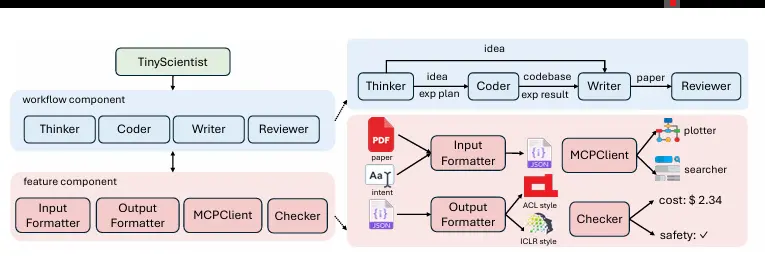 TinyScientist
workflow component
Thinker
Coder
Writer
Reviewer
feature component
Input
Formatter
Output
Formatter
MCPClient
Checker
idea
Thinker
idea
exp plan
Coder
codebase
exp result
Writer
paper
Reviewer
PDF
paper
Aa
intent
Input
Formatter
{i}
JSON
{i}
JSON
Output
Formatter
ACL style
ICLR style
MCPClient
plotter
searcher
Checker
cost: $ 2.34
safety: ✓